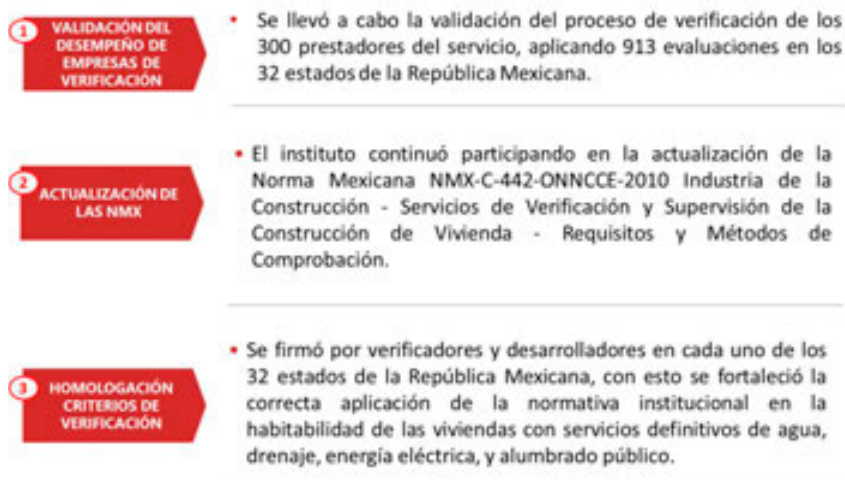 1 VALIDACIÓN DEL
DESEMPEÑO DE
EMPRESAS DE
VERIFICACIÓN
• Se llevó a cabo la validación del proceso de verificación de los
300 prestadores del servicio, aplicando 913 evaluaciones en los
32 estados de la República Mexicana.
2 ACTUALIZACIÓN DE
LAS NMX
• El instituto continuó participando en la actualización de la
Norma Mexicana NMX-C-442-ONNCCE-2010 Industria de la
Construcción - Servicios de Verificación y Supervisión de la
Construcción de Vivienda - Requisitos y Métodos de
Comprobación.
3 HOMOLOGACIÓN
CRITERIOS DE
VERIFICACIÓN
• Se firmó por verificadores y desarrolladores en cada uno de los
32 estados de la República Mexicana, con esto se fortaleció la
correcta aplicación de la normativa institucional en la
habitabilidad de las viviendas con servicios definitivos de agua,
drenaje, energía eléctrica, y alumbrado público.